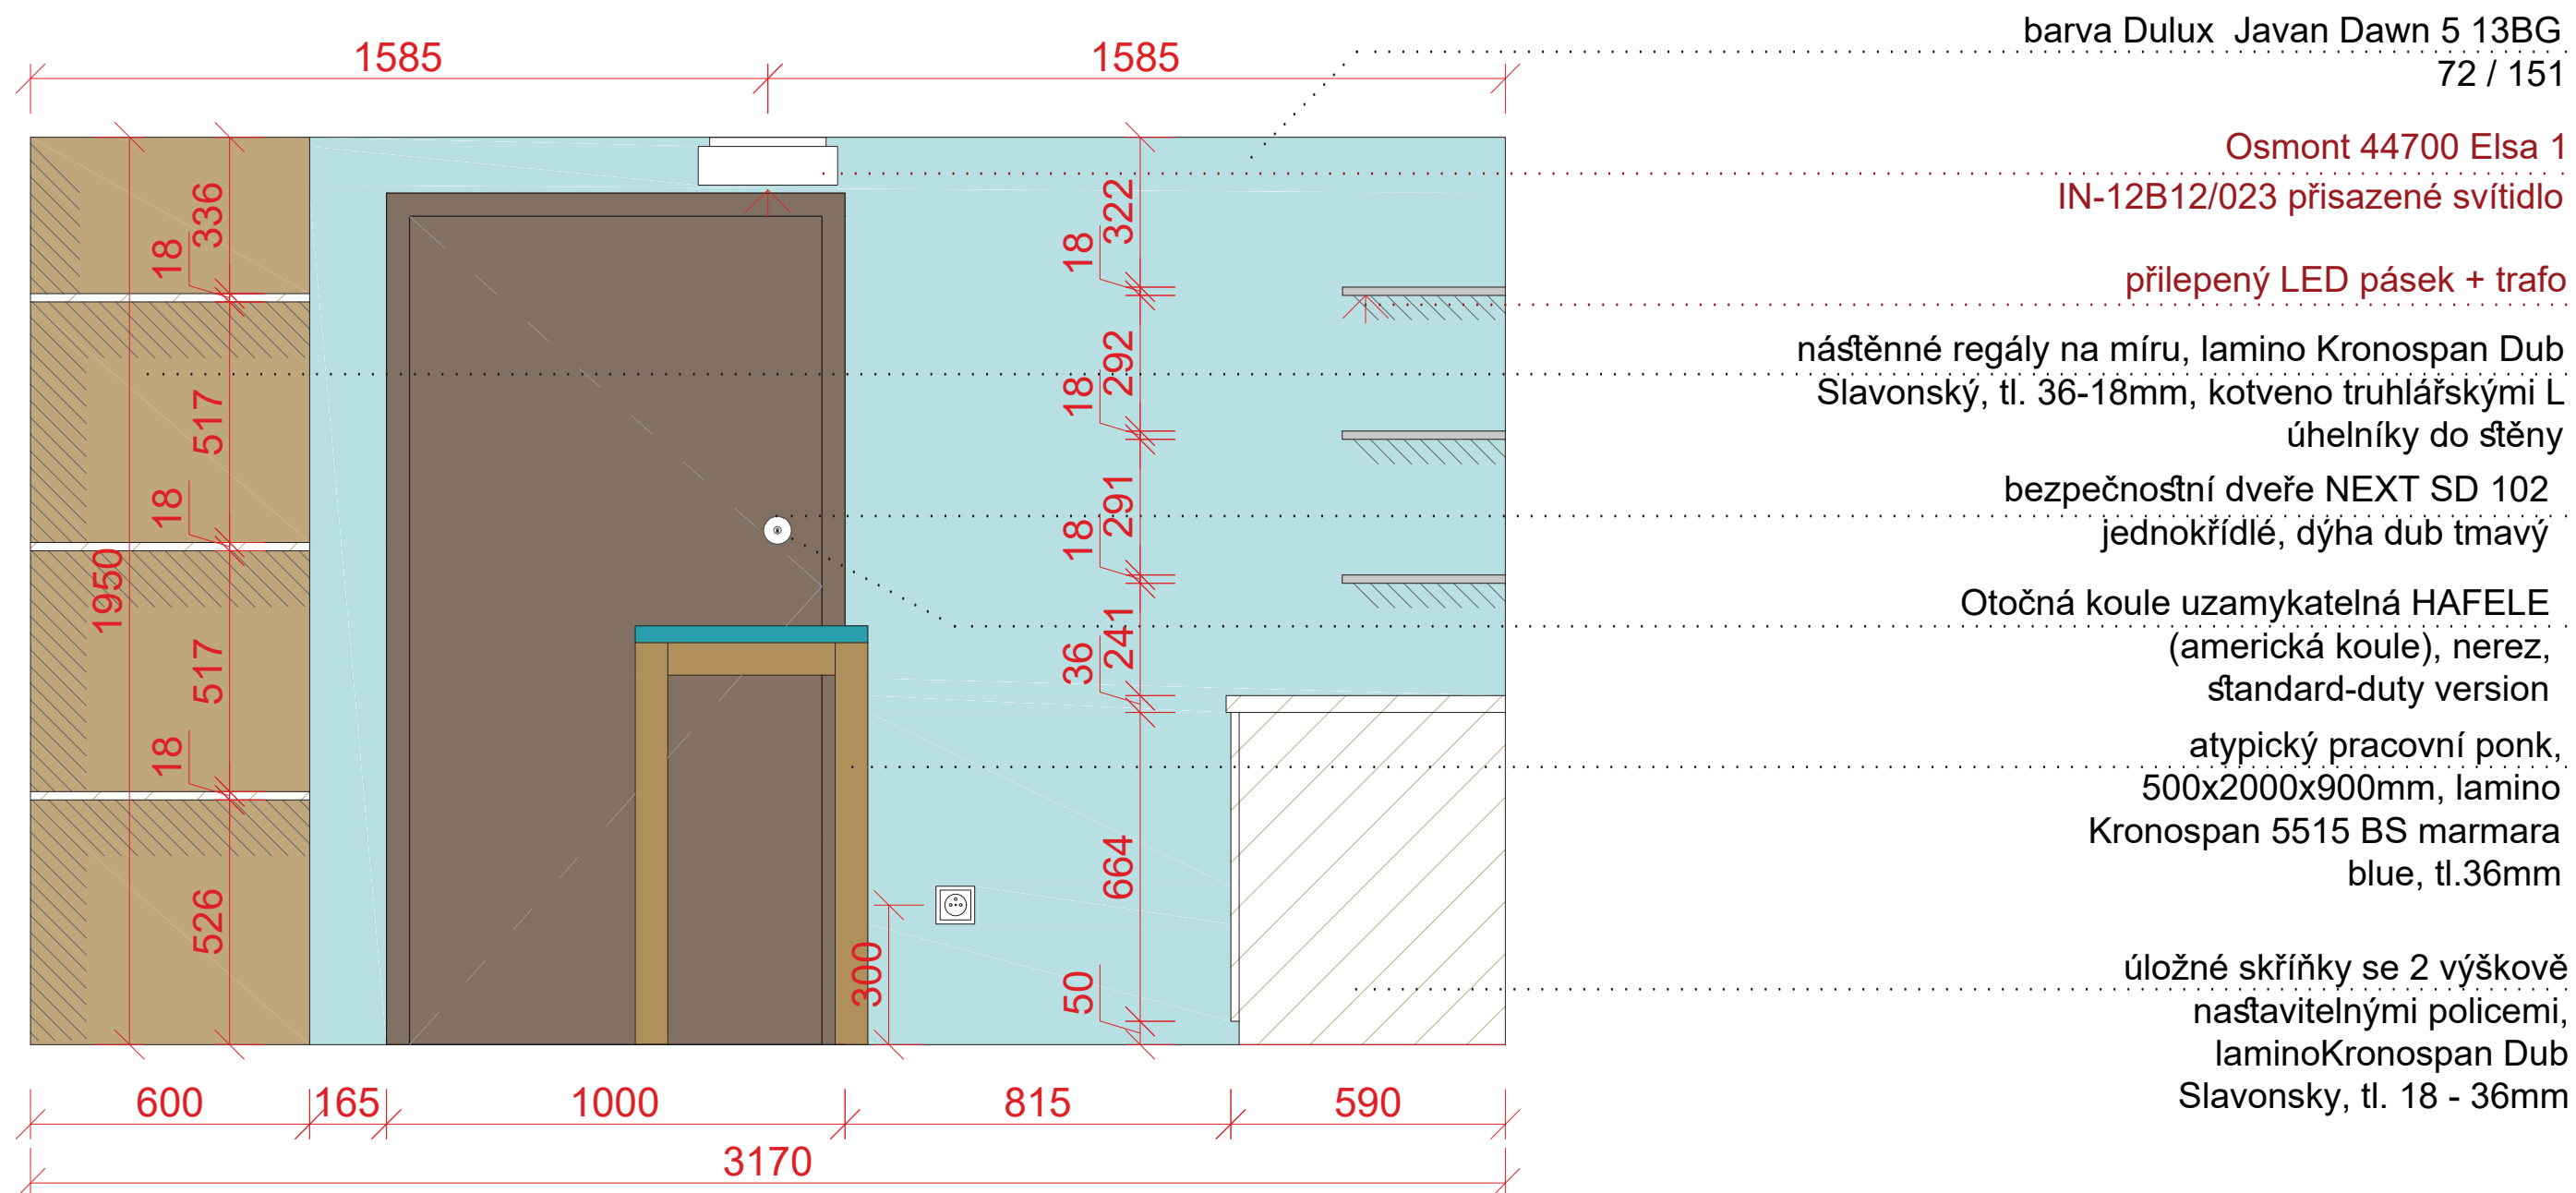 barva Dulux  Javan Dawn 5 13BG
72 / 151
1585
1585
Osmont 44700 Elsa 1
IN-12B12/023 přisazené svítidlo
přilepený LED pásek + trafo
nástěnné regály na míru, lamino Kronospan Dub
Slavonský, tl. 36-18mm, kotveno truhlářskými L
úhelníky do stěny
bezpečnostní dveře NEXT SD 102
jednokřídlé, dýha dub tmavý
Otočná koule uzamykatelná HAFELE
(americká koule), nerez,
standard-duty version
atypický pracovní ponk,
500x2000x900mm, lamino
Kronospan 5515 BS marmara
blue, tl.36mm
úložné skříňky se 2 výškově
nastavitelnými policemi,
laminoKronospan Dub
Slavonsky, tl. 18 - 36mm
1950
336
18
517
18
517
18
526
322
18
292
18
291
18
241
36
664
50
300
600
165
1000
815
590
3170